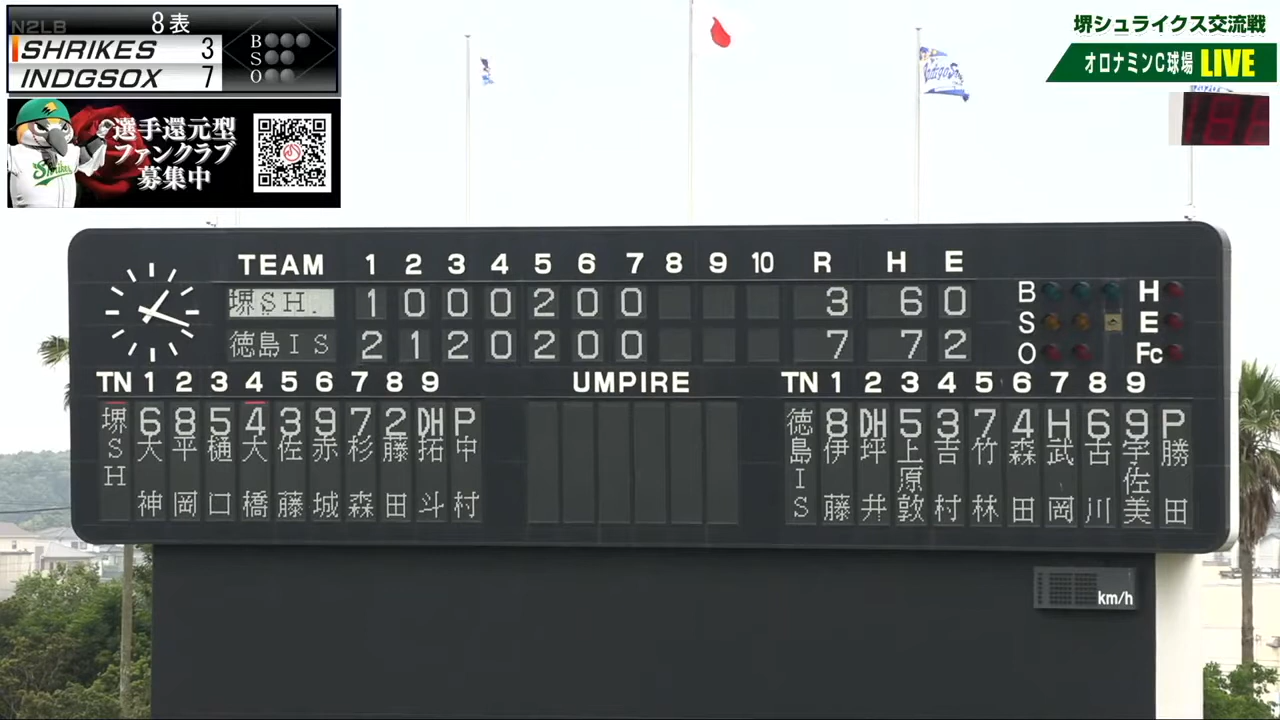 N2LB 8表
SHRIKES 3
INDGSOX 7
B
S
O
選手還元型
ファンクラブ
募集中
Shrikes
堺シュライクス交流戦
オロナミンC球場 LIVE
TEAM 1 2 3 4 5 6 7 8 9 10 R H E
堺SH. 1 0 0 0 2 0 0 3 6 0
徳島IS 2 1 2 0 2 0 0 7 7 2
B H
S E
O Fc
TN 1 2 3 4 5 6 7 8 9 UMPIRE TN 1 2 3 4 5 6 7 8 9
6 8 5 4 3 9 7 2 DH P 8 DH 5 3 7 4 H 6 9 P
堺SH 大神 平岡 樋口 大橋 佐藤 赤城 杉森 藤田 拓斗 中村
徳島IS 伊藤 坪井 上原敦 吉村 竹林 森田 武岡 古川 宇佐美 勝田
km/h